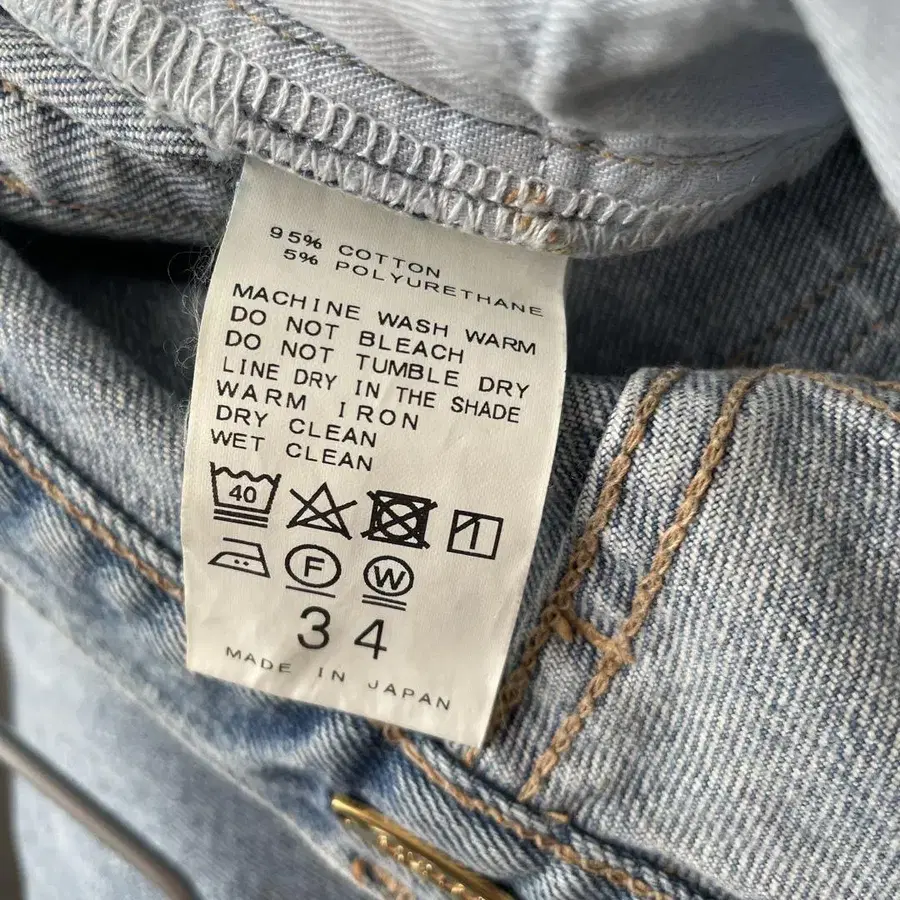 95% COTTON
5% POLYURETHANE
MACHINE WASH WARM
DO NOT BLEACH
DO NOT TUMBLE DRY
LINE DRY IN THE SHADE
WARM IRON
DRY CLEAN
WET CLEAN
40
F W
34
MADE IN JAPAN